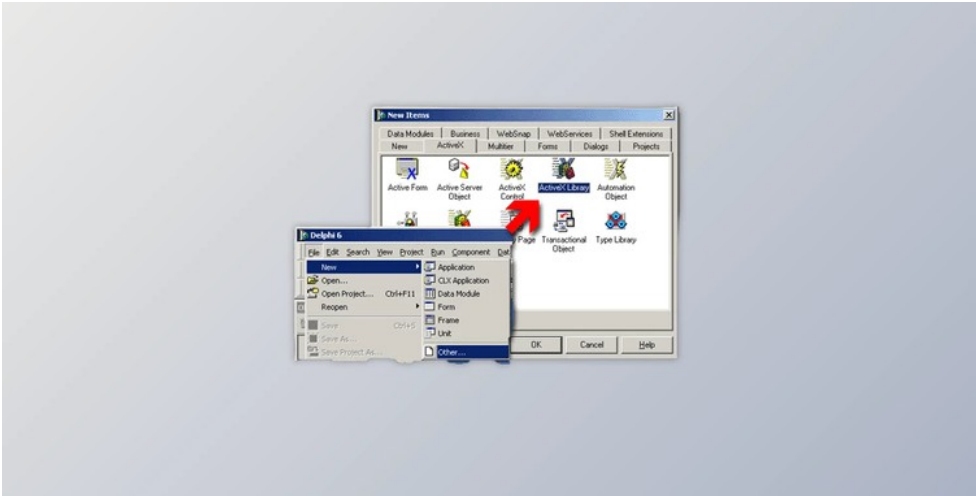 New Items
Data Modules Business WebSnap WebServices Shell Extensions
New ActiveX Multitier Forms Dialogs Projects
Active Form Active Server Object ActiveX Control ActiveX Library Automation Object
Page Transactional Object Type Library
Delphi 6
File Edit Search View Project Run Component Dat
New Application
Open... CLX Application
Open Project... Ctrl+F11 Data Module
Reopen Form
Frame
Save Ctrl+S Unit
Save As...
Save Project As... Other...
OK Cancel Help